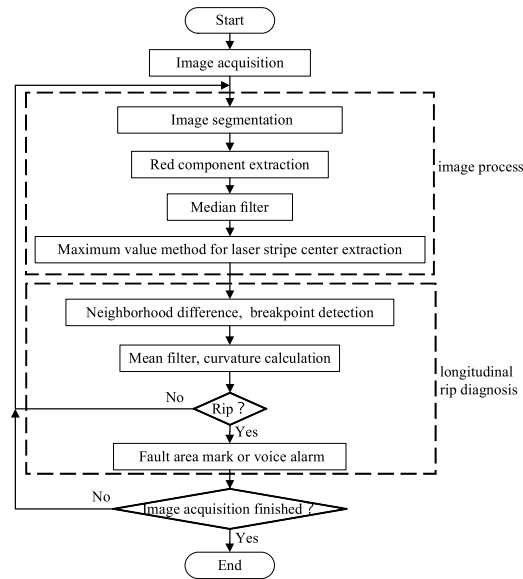 Start
Image acquisition
Image segmentation
Red component extraction
Median filter
Maximum value method for laser stripe center extraction
image process
Neighborhood difference, breakpoint detection
Mean filter, curvature calculation
longitudinal
rip diagnosis
No
Rip ?
Yes
Fault area mark or voice alarm
No
Image acquisition finished ?
Yes
End